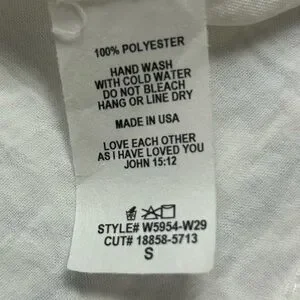 100% POLYESTER
HAND WASH
WITH COLD WATER
DO NOT BLEACH
HANG OR LINE DRY
MADE IN USA
LOVE EACH OTHER
AS I HAVE LOVED YOU
JOHN 15:12
STYLE# W5954-W29
CUT# 18858-5713
S